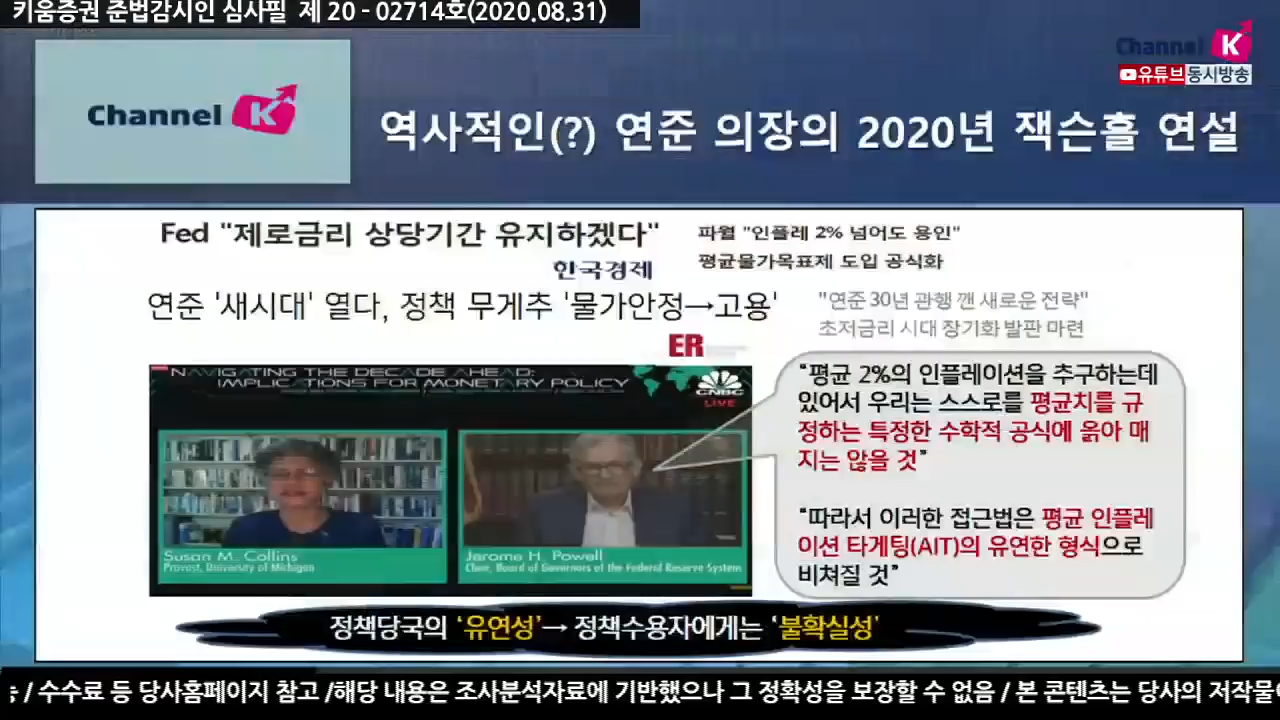 키움증권 준법감시인 심사필 제 20 - 02714호(2020.08.31)
Channel K
유튜브 동시방송
Channel K
역사적인(?) 연준 의장의 2020년 잭슨홀 연설
Fed "제로금리 상당기간 유지하겠다"
한국경제
파월 "인플레 2% 넘어도 용인"
평균물가목표제 도입 공식화
연준 '새시대' 열다, 정책 무게추 '물가안정→고용'
ER
"연준 30년 관행 깬 새로운 전략"
초저금리 시대 장기화 발판 마련
NAVIGATING THE DECADE AHEAD:
IMPLICATIONS FOR MONETARY POLICY
CNBC
LIVE
Susan M. Collins
Provost, University of Michigan
Jerome H. Powell
Chair, Board of Governors of the Federal Reserve System
"평균 2%의 인플레이션을 추구하는데
있어서 우리는 스스로를 평균치를 규
정하는 특정한 수학적 공식에 옭아 매
지는 않을 것"
"따라서 이러한 접근법은 평균 인플레
이션 타게팅(AIT)의 유연한 형식으로
비쳐질 것"
정책당국의 '유연성'→ 정책수용자에게는 '불확실성'
/ 수수료 등 당사홈페이지 참고 /해당 내용은 조사분석자료에 기반했으나 그 정확성을 보장할 수 없음 / 본 콘텐츠는 당사의 저작물